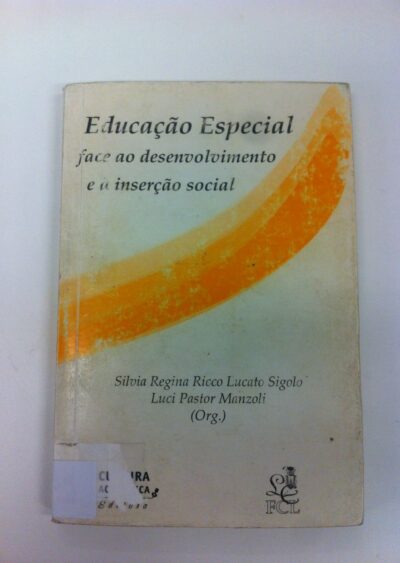 Educação Especial
face ao desenvolvimento
e a inserção social
Silvia Regina Ricco Lucato Sigolo
Luci Pastor Manzoli
(Org.)
FCL